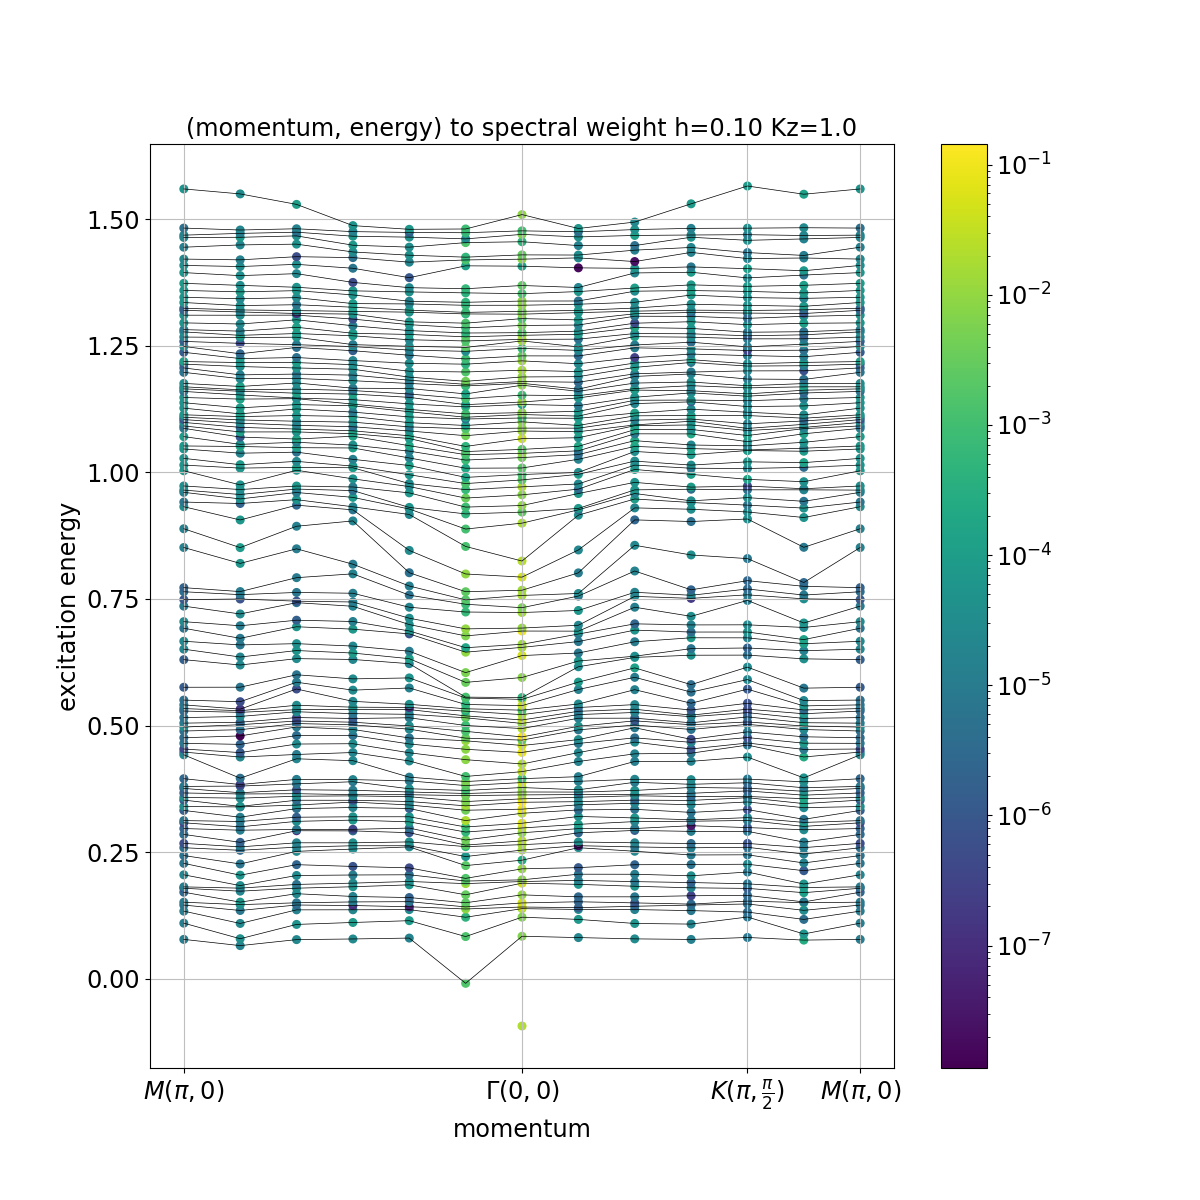 (momentum, energy) to spectral weight h=0.10 Kz=1.0
excitation energy
1.50
1.25
1.00
0.75
0.50
0.25
0.00
M(π, 0)
Γ(0, 0)
K(π, π/2)
M(π, 0)
momentum
10⁻¹
10⁻²
10⁻³
10⁻⁴
10⁻⁵
10⁻⁶
10⁻⁷